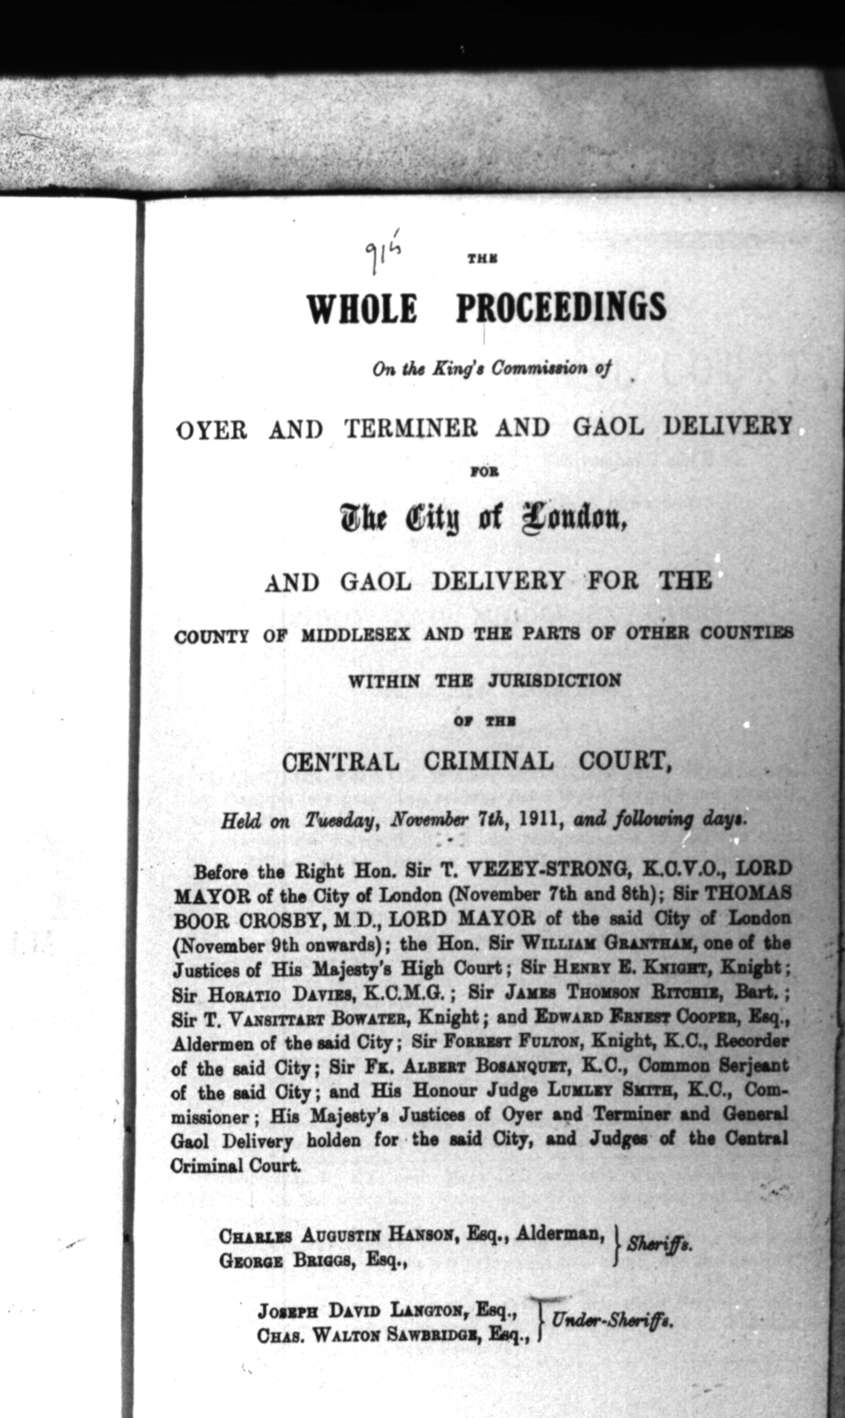 THE
WHOLE PROCEEDINGS
On the King's Commission of
OYER AND TERMINER AND GAOL DELIVERY
FOR
The City of London,
AND GAOL DELIVERY FOR THE
COUNTY OF MIDDLESEX AND THE PARTS OF OTHER COUNTIES
WITHIN THE JURISDICTION
OF THE
CENTRAL CRIMINAL COURT,
Held on Tuesday, November 7th, 1911, and following days.
Before the Right Hon. Sir T. VEZEY-STRONG, K.C.V.O., LORD
MAYOR of the City of London (November 7th and 8th); Sir THOMAS
BOOR CROSBY, M.D., LORD MAYOR of the said City of London
(November 9th onwards); the Hon. Sir WILLIAM GRANTHAM, one of the
Justices of His Majesty's High Court; Sir HENRY E. KNIGHT, Knight;
Sir HORATIO DAVIES, K.C.M.G.; Sir JAMES THOMSON RITCHIE, Bart.;
Sir T. VANSITTART BOWATER, Knight; and EDWARD ERNEST COOPER, Esq.,
Aldermen of the said City; Sir FORREST FULTON, Knight, K.C., Recorder
of the said City; Sir FK. ALBERT BOSANQUET, K.C., Common Serjeant
of the said City; and His Honour Judge LUMLEY SMITH, K.C., Com-
missioner; His Majesty's Justices of Oyer and Terminer and General
Gaol Delivery holden for the said City, and Judges of the Central
Criminal Court.
CHARLES AUGUSTIN HANSON, Esq., Alderman,
GEORGE BRIGGS, Esq.,
Sheriffs.
JOSEPH DAVID LANGTON, Esq.,
CHAS. WALTON SAWBRIDGE, Esq.,
Under-Sheriffs.